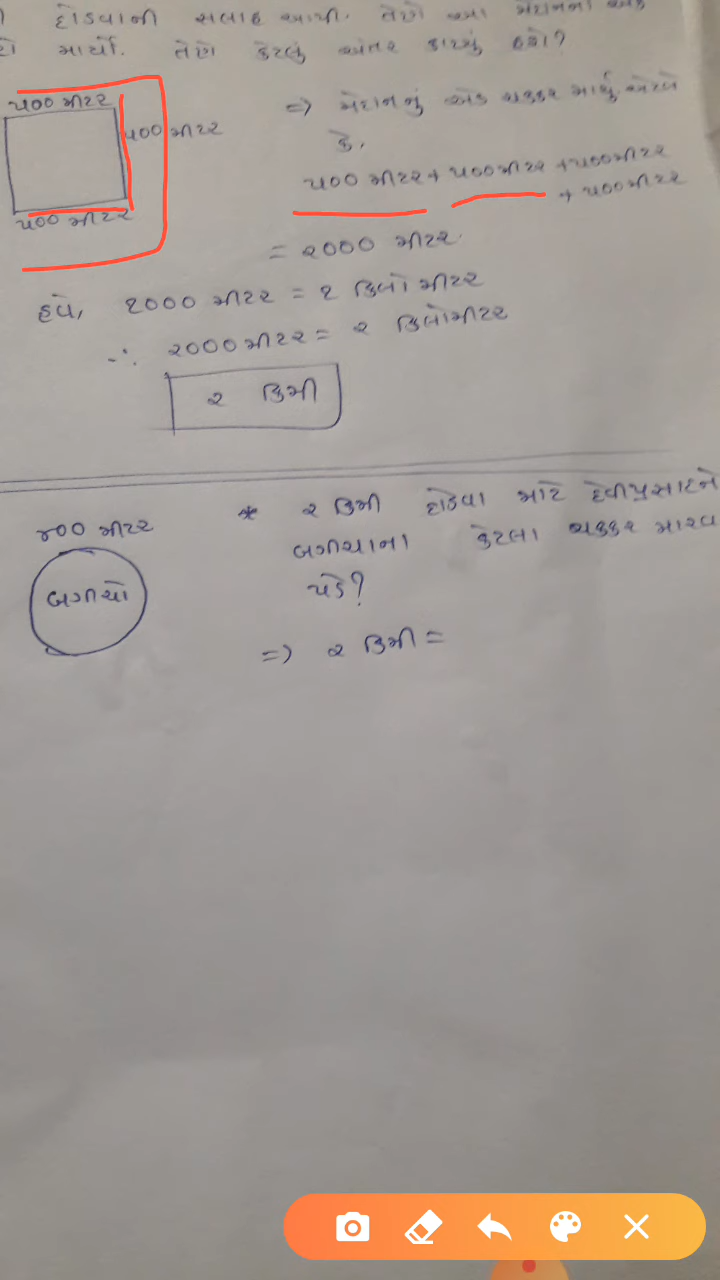 દોડવાની સલાહ આપી. તેણે આ મેદાનનો એક
માર્યો. તેણે કેટલું અંતર કાપ્યું હશે?
૫૦૦ મીટર
૫૦૦ મીટર
૫૦૦ મીટર
=> મેદાનનું એક ચક્કર માર્યું એટલે
કે,
૫૦૦ મીટર + ૫૦૦ મીટર + ૫૦૦ મીટર
+ ૫૦૦ મીટર
= ૨૦૦૦ મીટર.
હવે, ૧૦૦૦ મીટર = ૧ કિલો મીટર
∴ ૨૦૦૦ મીટર = ૨ કિલોમીટર
૨ કિમી
૪૦૦ મીટર
બગીચો
* ૨ કિમી દોડવા માટે દેવીપ્રસાદને
બગીચાના કેટલા ચક્કર મારવા
પડે?
=> ૨ કિમી =